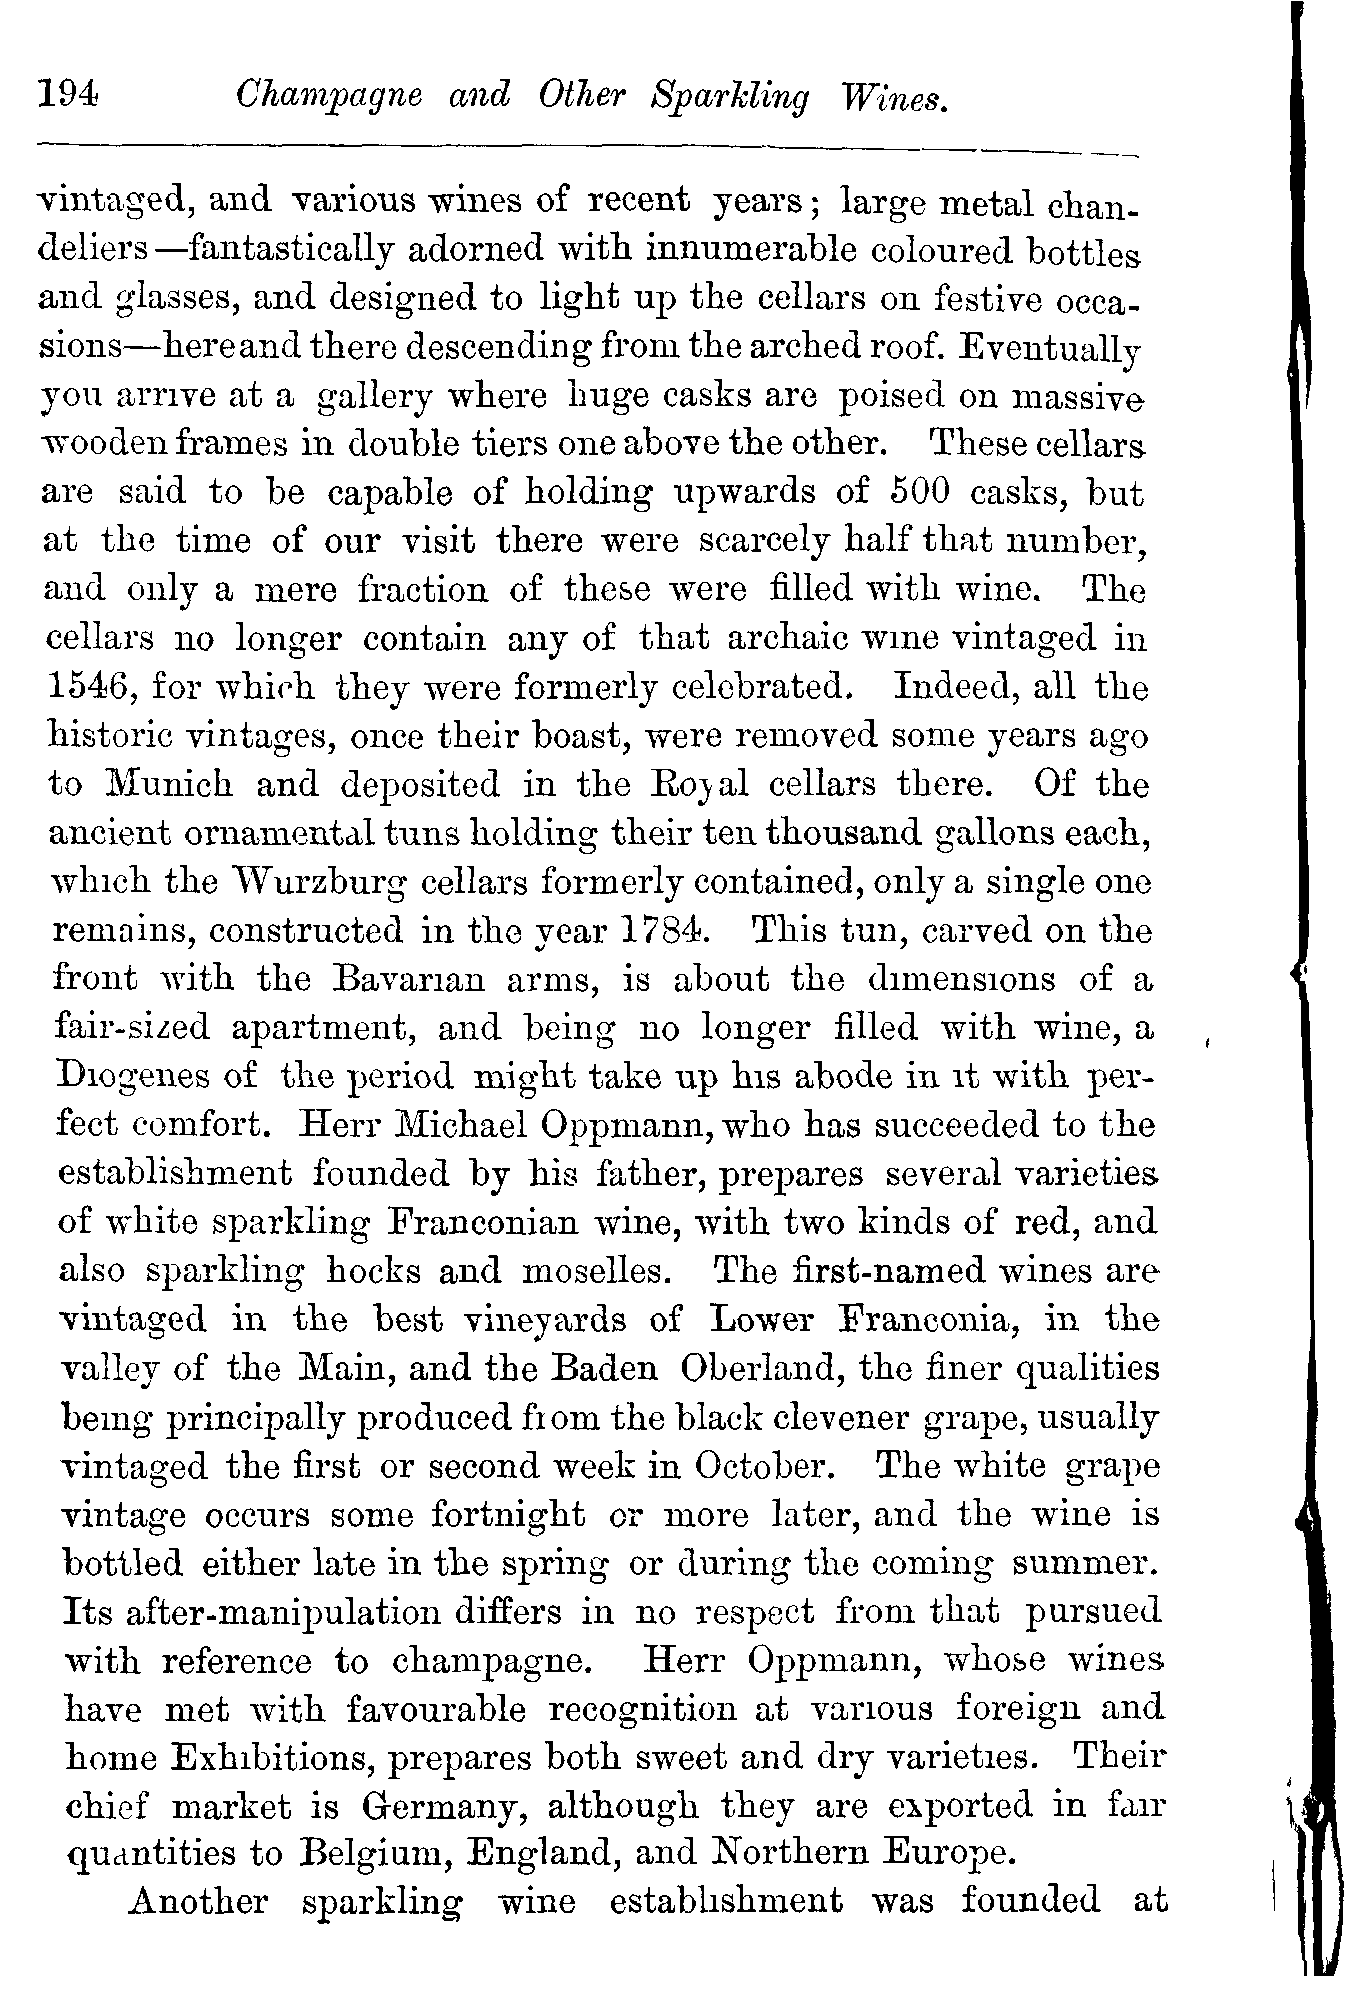 194 Champagne and Other Sparkling Wines.
vintaged, and various wines of recent years; large metal chan-
deliers—fantastically adorned with innumerable coloured bottles
and glasses, and designed to light up the cellars on festive occa-
sions—here and there descending from the arched roof. Eventually
you arrive at a gallery where huge casks are poised on massive
wooden frames in double tiers one above the other. These cellars
are said to be capable of holding upwards of 500 casks, but
at the time of our visit there were scarcely half that number,
and only a mere fraction of these were filled with wine. The
cellars no longer contain any of that archaic wine vintaged in
1546, for which they were formerly celebrated. Indeed, all the
historic vintages, once their boast, were removed some years ago
to Munich and deposited in the Royal cellars there. Of the
ancient ornamental tuns holding their ten thousand gallons each,
which the Wurzburg cellars formerly contained, only a single one
remains, constructed in the year 1784. This tun, carved on the
front with the Bavarian arms, is about the dimensions of a
fair-sized apartment, and being no longer filled with wine, a
Diogenes of the period might take up his abode in it with per-
fect comfort. Herr Michael Oppmann, who has succeeded to the
establishment founded by his father, prepares several varieties
of white sparkling Franconian wine, with two kinds of red, and
also sparkling hocks and moselles. The first-named wines are
vintaged in the best vineyards of Lower Franconia, in the
valley of the Main, and the Baden Oberland, the finer qualities
being principally produced from the black clevener grape, usually
vintaged the first or second week in October. The white grape
vintage occurs some fortnight or more later, and the wine is
bottled either late in the spring or during the coming summer.
Its after-manipulation differs in no respect from that pursued
with reference to champagne. Herr Oppmann, whose wines
have met with favourable recognition at various foreign and
home Exhibitions, prepares both sweet and dry varieties. Their
chief market is Germany, although they are exported in fair
quantities to Belgium, England, and Northern Europe.
Another sparkling wine establishment was founded at